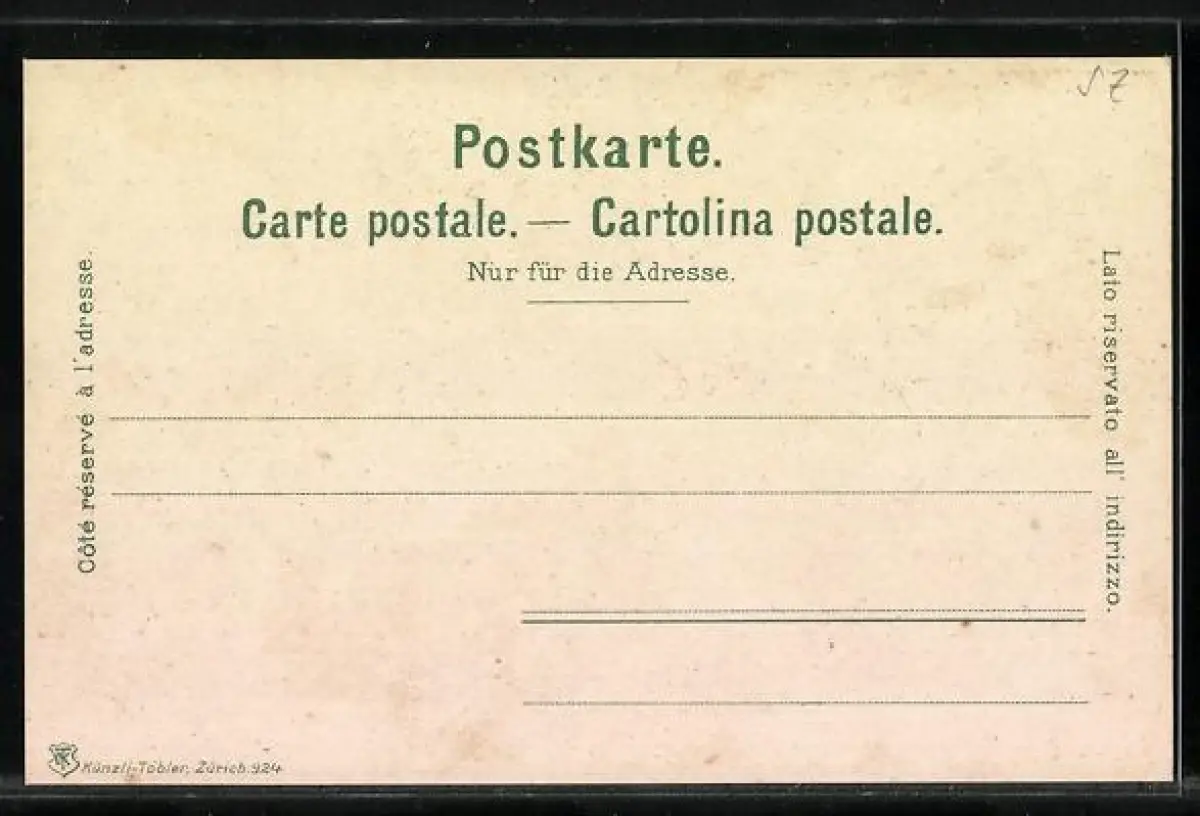 SZ
Postkarte.
Carte postale. — Cartolina postale.
Nur für die Adresse.
Côté réservé à l'adresse.
Lato riservato all' indirizzo.
Künzli-Tobler, Zürich. 924